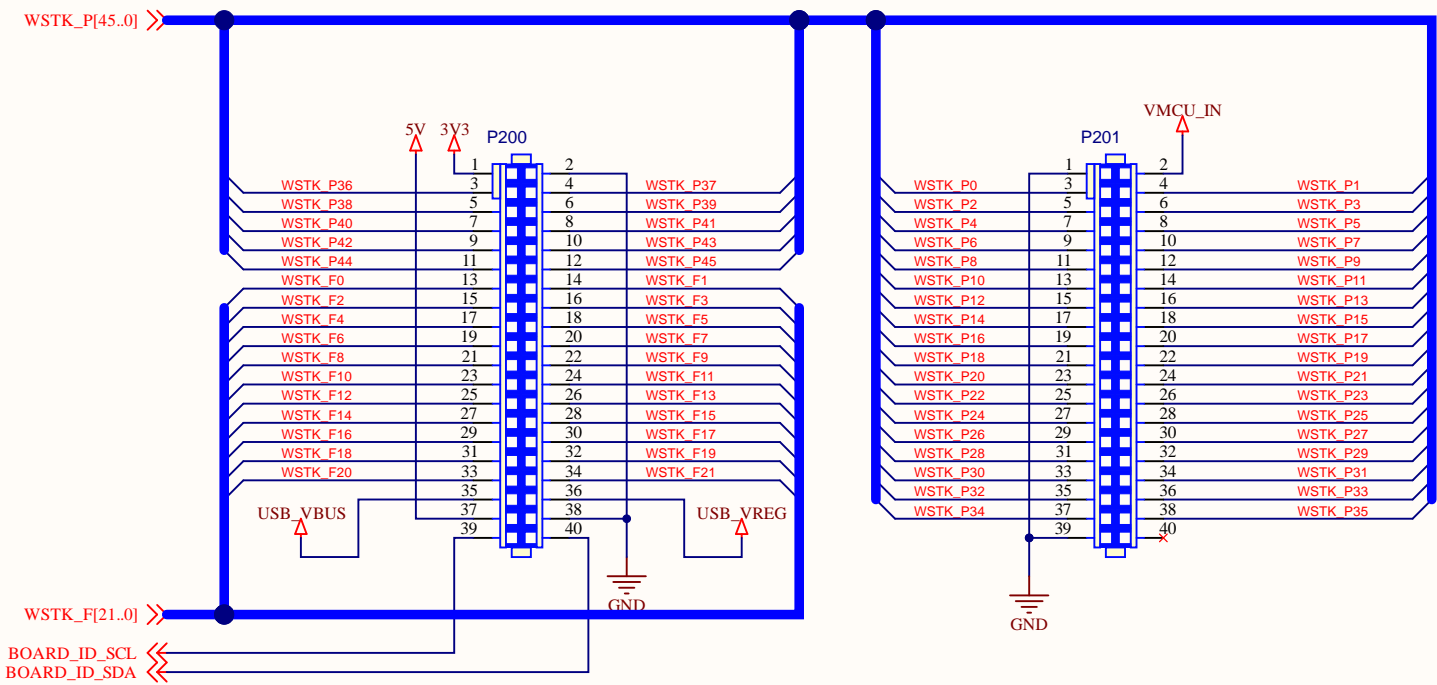 WSTK_P[45..0]
VMCU_IN
5V 3V3 P200 P201
1 2 1 2
WSTK_P36 3 4 WSTK_P37 WSTK_P0 3 4 WSTK_P1
WSTK_P38 5 6 WSTK_P39 WSTK_P2 5 6 WSTK_P3
WSTK_P40 7 8 WSTK_P41 WSTK_P4 7 8 WSTK_P5
WSTK_P42 9 10 WSTK_P43 WSTK_P6 9 10 WSTK_P7
WSTK_P44 11 12 WSTK_P45 WSTK_P8 11 12 WSTK_P9
WSTK_F0 13 14 WSTK_F1 WSTK_P10 13 14 WSTK_P11
WSTK_F2 15 16 WSTK_F3 WSTK_P12 15 16 WSTK_P13
WSTK_F4 17 18 WSTK_F5 WSTK_P14 17 18 WSTK_P15
WSTK_F6 19 20 WSTK_F7 WSTK_P16 19 20 WSTK_P17
WSTK_F8 21 22 WSTK_F9 WSTK_P18 21 22 WSTK_P19
WSTK_F10 23 24 WSTK_F11 WSTK_P20 23 24 WSTK_P21
WSTK_F12 25 26 WSTK_F13 WSTK_P22 25 26 WSTK_P23
WSTK_F14 27 28 WSTK_F15 WSTK_P24 27 28 WSTK_P25
WSTK_F16 29 30 WSTK_F17 WSTK_P26 29 30 WSTK_P27
WSTK_F18 31 32 WSTK_F19 WSTK_P28 31 32 WSTK_P29
WSTK_F20 33 34 WSTK_F21 WSTK_P30 33 34 WSTK_P31
35 36 WSTK_P32 35 36 WSTK_P33
USB_VBUS 37 38 USB_VREG WSTK_P34 37 38 WSTK_P35
39 40 39 40
GND
WSTK_F[21..0]
GND
BOARD_ID_SCL
BOARD_ID_SDA